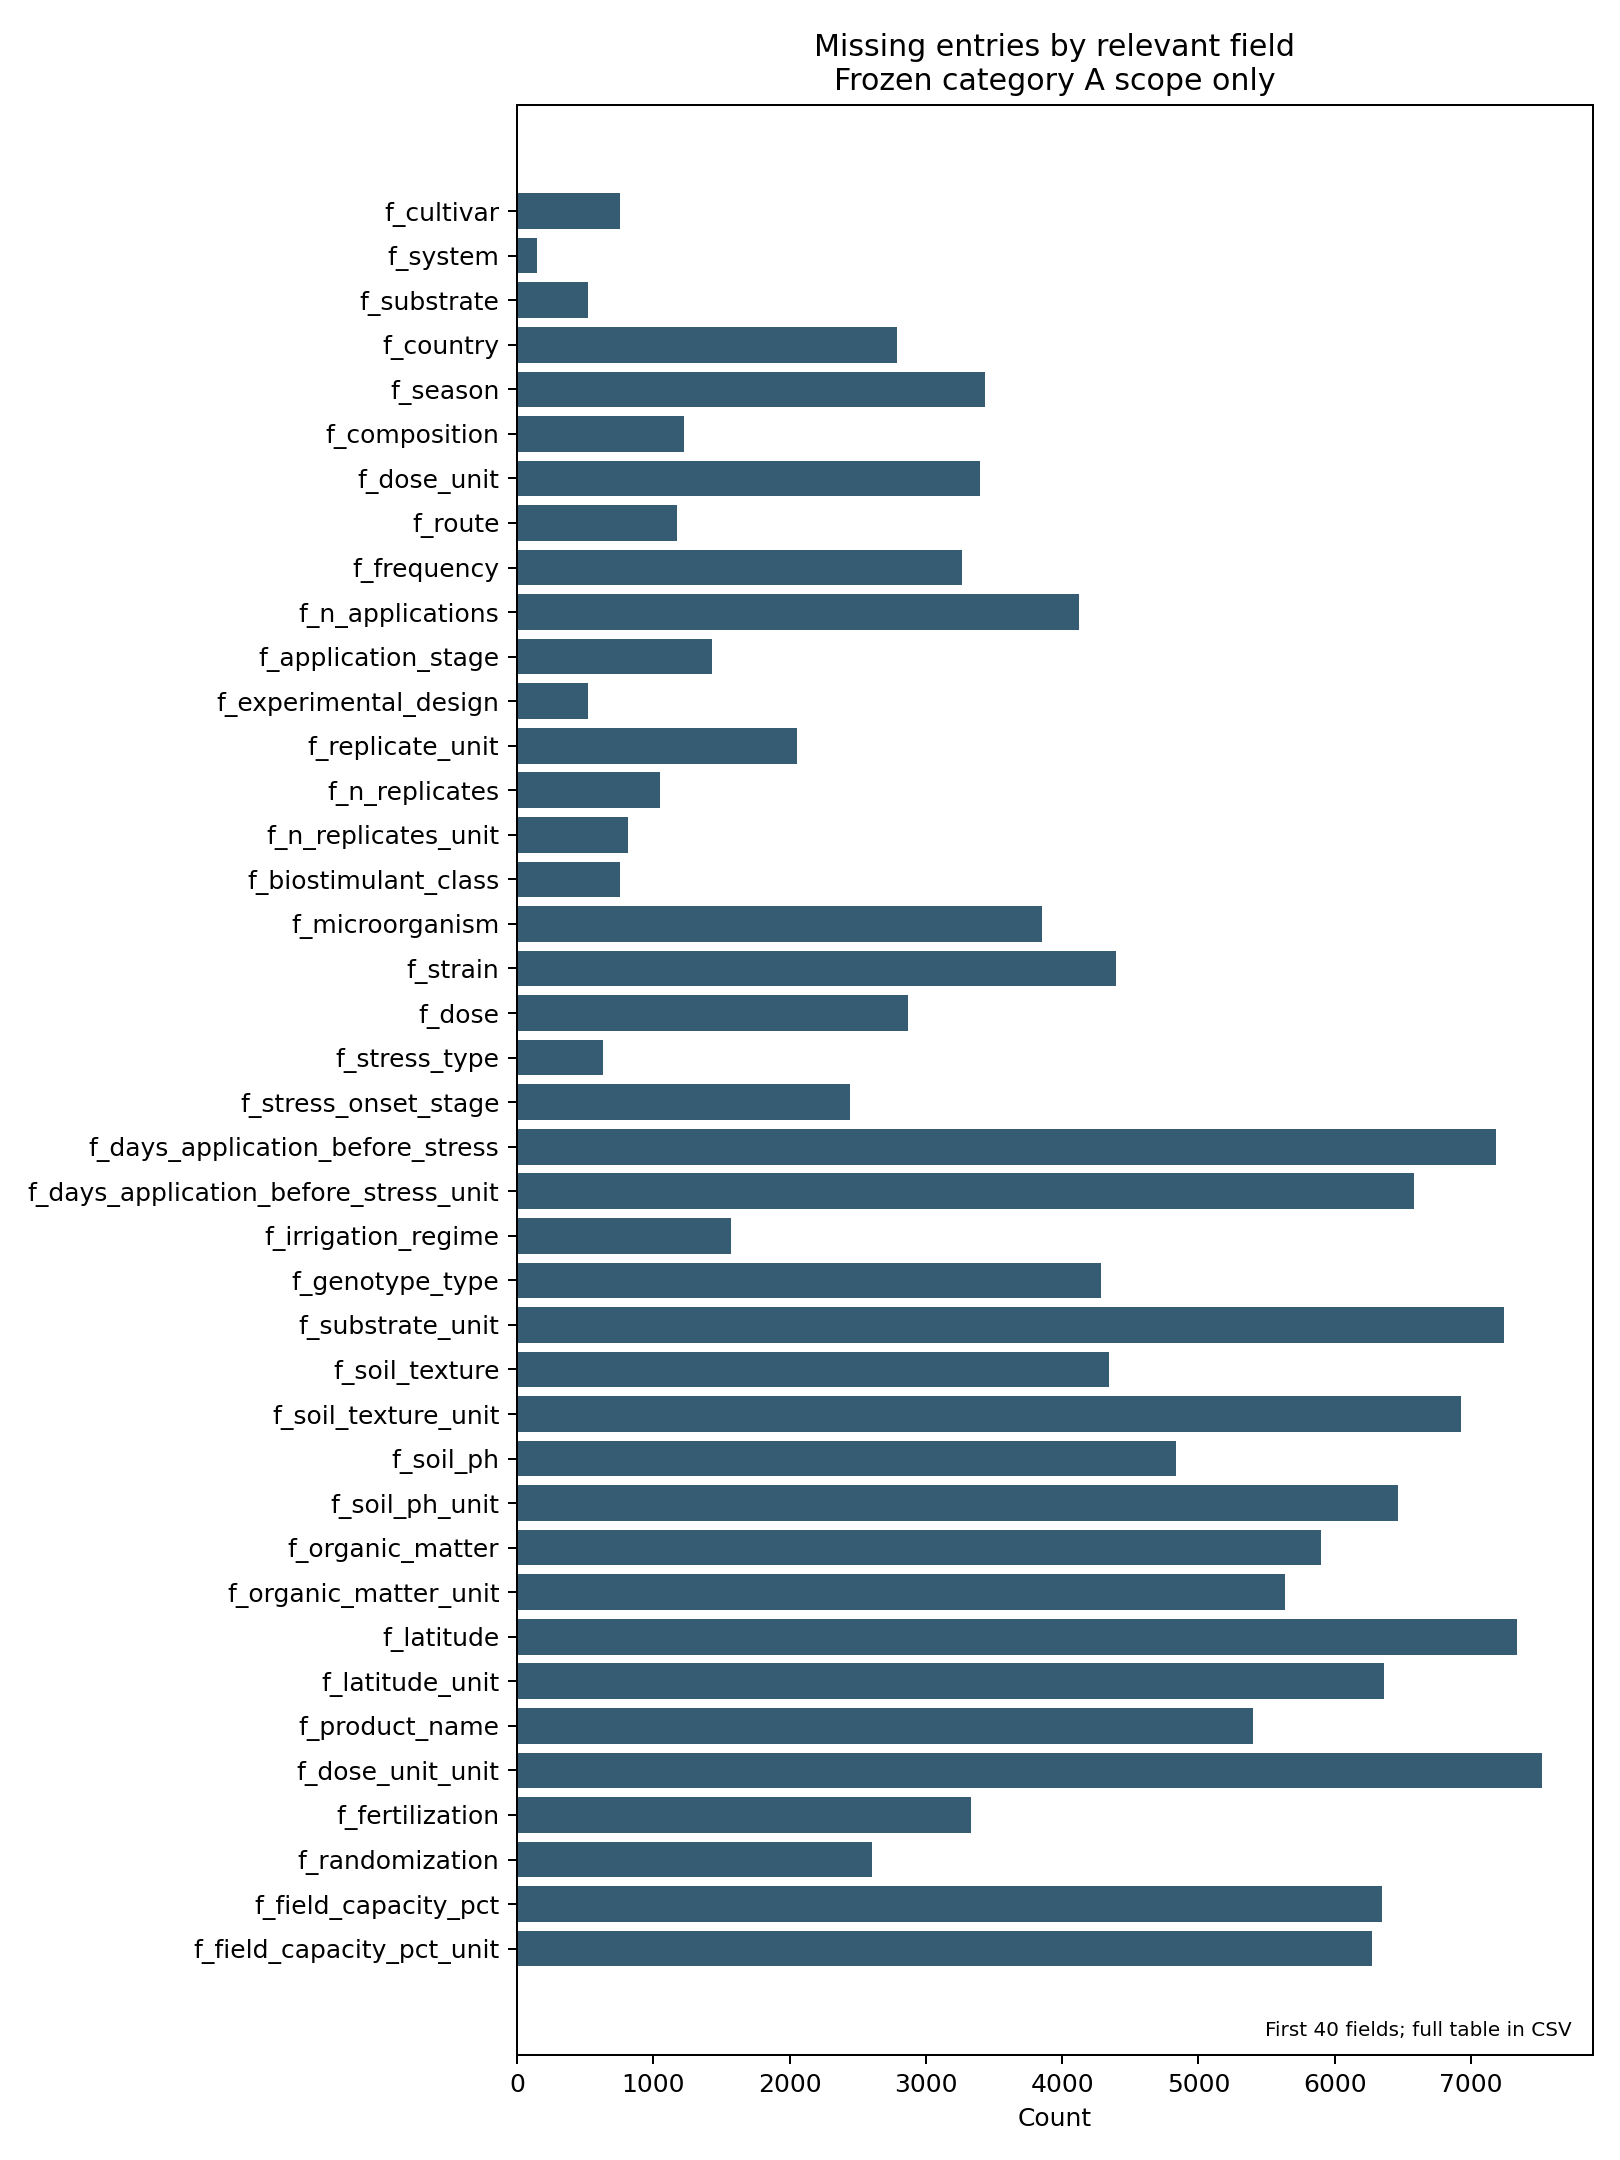 Missing entries by relevant field
Frozen category A scope only
f_cultivar
f_system
f_substrate
f_country
f_season
f_composition
f_dose_unit
f_route
f_frequency
f_n_applications
f_application_stage
f_experimental_design
f_replicate_unit
f_n_replicates
f_n_replicates_unit
f_biostimulant_class
f_microorganism
f_strain
f_dose
f_stress_type
f_stress_onset_stage
f_days_application_before_stress
f_days_application_before_stress_unit
f_irrigation_regime
f_genotype_type
f_substrate_unit
f_soil_texture
f_soil_texture_unit
f_soil_ph
f_soil_ph_unit
f_organic_matter
f_organic_matter_unit
f_latitude
f_latitude_unit
f_product_name
f_dose_unit_unit
f_fertilization
f_randomization
f_field_capacity_pct
f_field_capacity_pct_unit
First 40 fields; full table in CSV
0 1000 2000 3000 4000 5000 6000 7000
Count